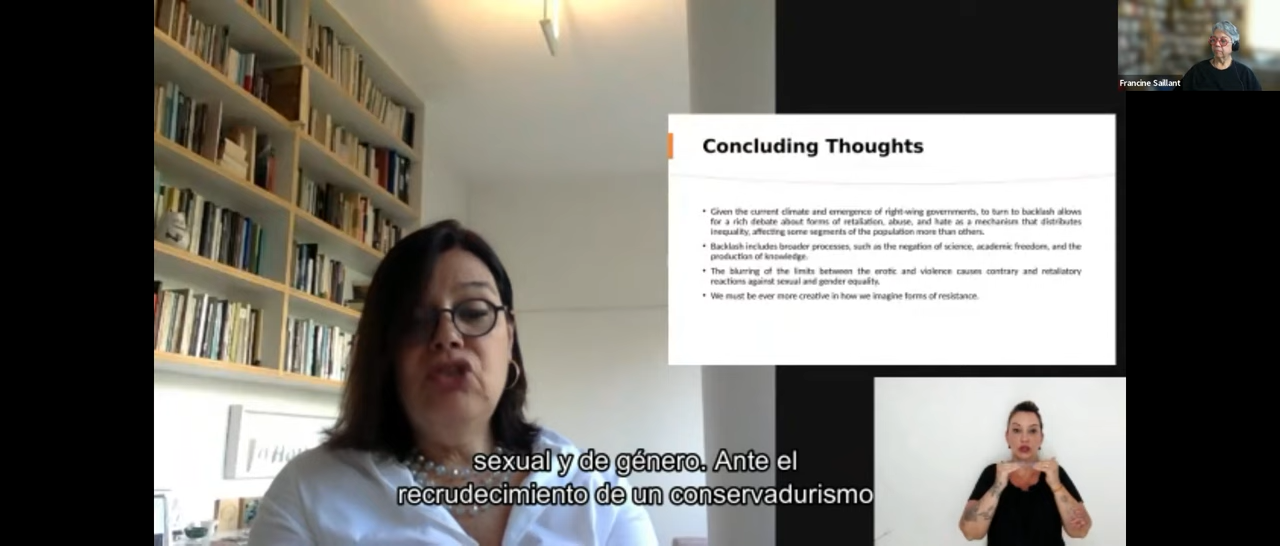 Francine Saillant
Concluding Thoughts
• Given the current climate and emergence of right-wing governments, to turn to backlash allows
for a rich debate about forms of retaliation, abuse, and hate as a mechanism that distributes
inequality, affecting some segments of the population more than others.
• Backlash includes broader processes, such as the negation of science, academic freedom, and the
production of knowledge.
• The blurring of the limits between the erotic and violence causes contrary and retaliatory
reactions against sexual and gender equality.
• We must be ever more creative in how we imagine forms of resistance.
sexual y de género. Ante el
recrudecimiento de un conservadurismo